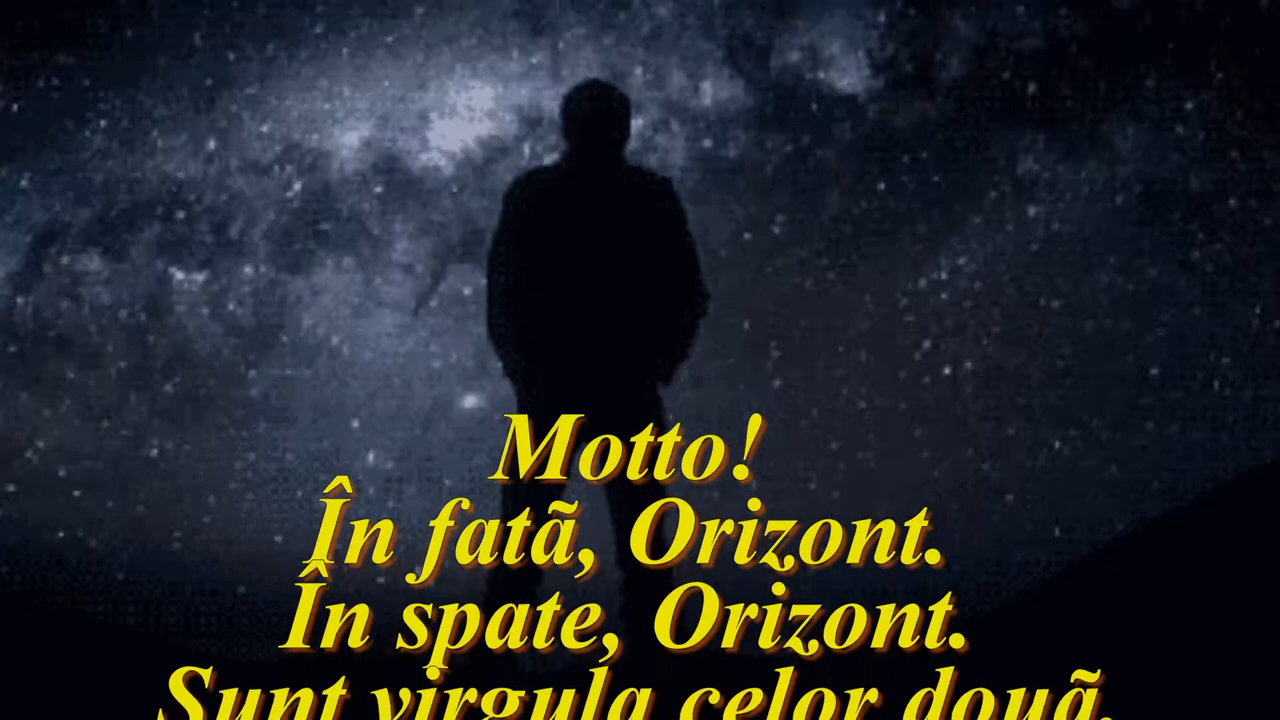 Motto!
În fatã, Orizont.
În spate, Orizont.
Sunt virgula celor douã.